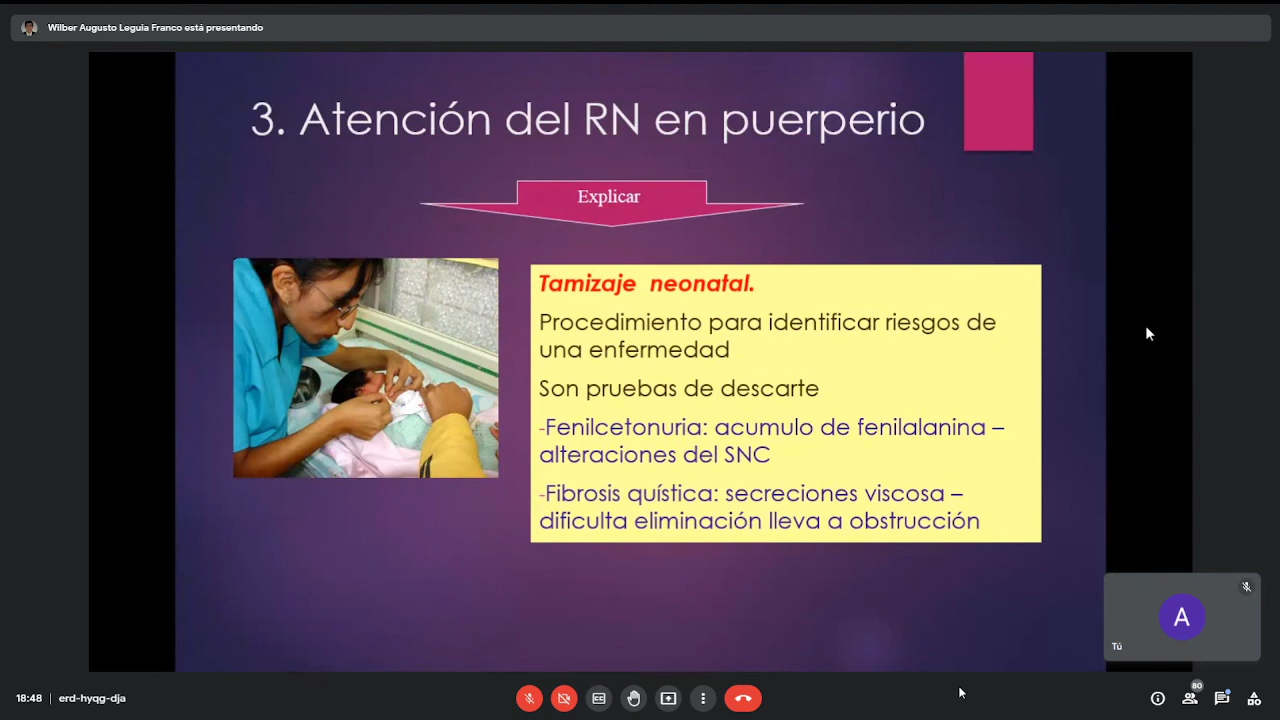 Wilber Augusto Leguia Franco está presentando
3. Atención del RN en puerperio
Explicar
Tamizaje neonatal.
Procedimiento para identificar riesgos de
una enfermedad
Son pruebas de descarte
-Fenilcetonuria: acumulo de fenilalanina –
alteraciones del SNC
-Fibrosis quística: secreciones viscosa –
dificulta eliminación lleva a obstrucción
A
Tú
18:48 | erd-hyqg-dja
80